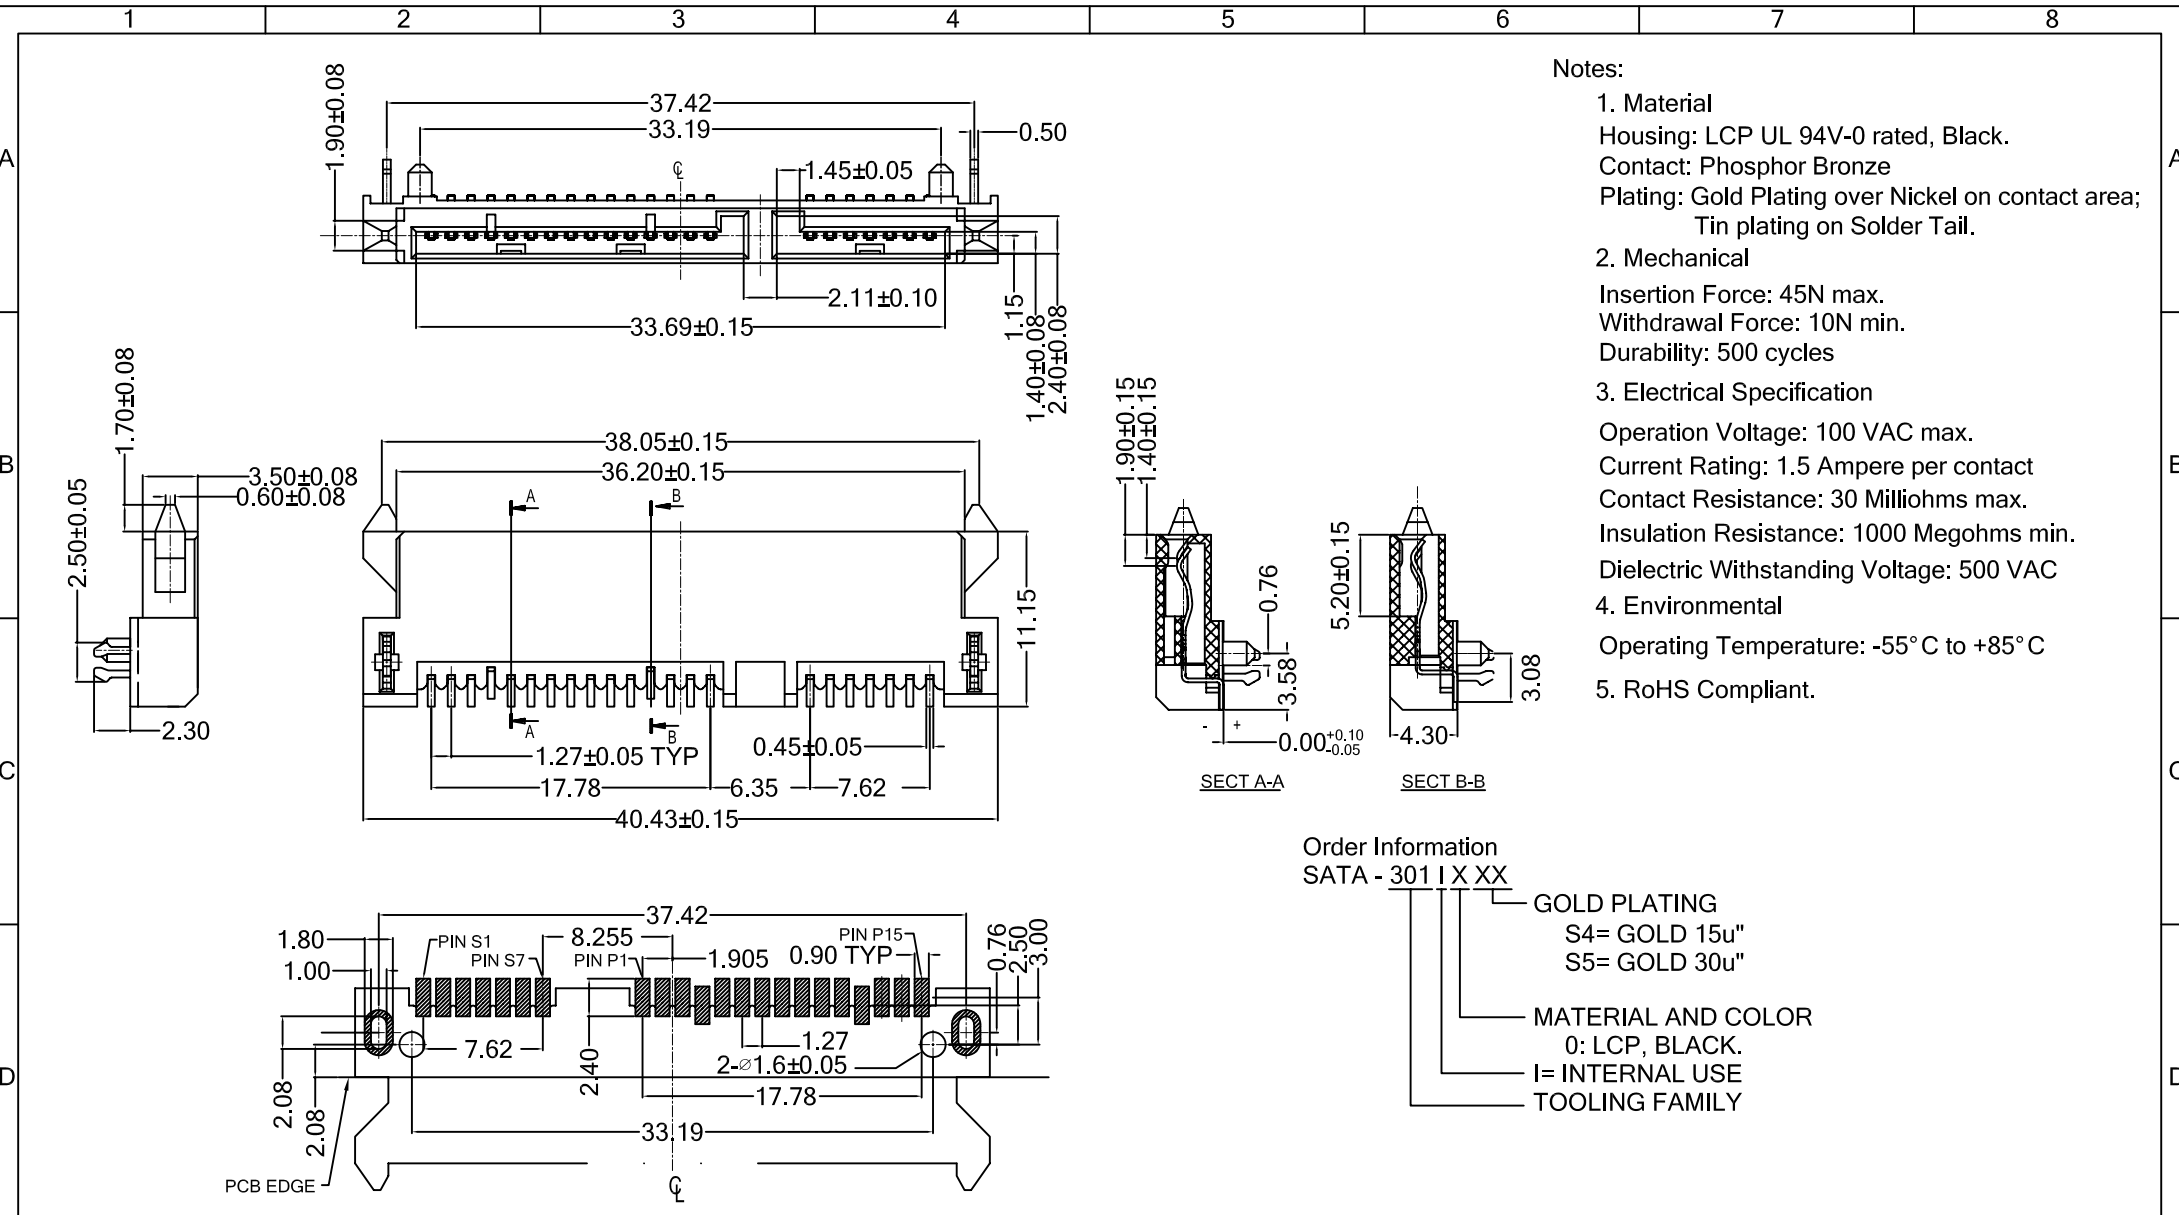 1 2 3 4 5 6 7 8
A A
B B
C C
D D
37.42
33.19
0.50
1.90±0.08
℄
1.45±0.05
2.11±0.10
33.69±0.15
1.15
1.40±0.08
2.40±0.08
1.70±0.08
3.50±0.08
0.60±0.08
2.50±0.05
2.30
38.05±0.15
36.20±0.15
A B
11.15
A B
1.27±0.05 TYP
0.45±0.05
17.78 6.35 7.62
40.43±0.15
1.90±0.15
1.40±0.15
0.76
3.58
- +
0.00+0.10 -0.05
SECT A-A
5.20±0.15
3.08
4.30
SECT B-B
37.42
1.80
1.00
PIN S1
PIN S7
8.255
PIN P1
1.905
PIN P15
0.90 TYP
0.76
2.50
3.00
7.62
2.40
1.27
2-⌀1.6±0.05
17.78
2.08
2.08
33.19
PCB EDGE
℄
Notes:
1. Material
Housing: LCP UL 94V-0 rated, Black.
Contact: Phosphor Bronze
Plating: Gold Plating over Nickel on contact area;
Tin plating on Solder Tail.
2. Mechanical
Insertion Force: 45N max.
Withdrawal Force: 10N min.
Durability: 500 cycles
3. Electrical Specification
Operation Voltage: 100 VAC max.
Current Rating: 1.5 Ampere per contact
Contact Resistance: 30 Milliohms max.
Insulation Resistance: 1000 Megohms min.
Dielectric Withstanding Voltage: 500 VAC
4. Environmental
Operating Temperature: -55°C to +85°C
5. RoHS Compliant.
Order Information
SATA - 301 I X XX
GOLD PLATING
S4= GOLD 15u"
S5= GOLD 30u"
MATERIAL AND COLOR
0: LCP, BLACK.
I= INTERNAL USE
TOOLING FAMILY